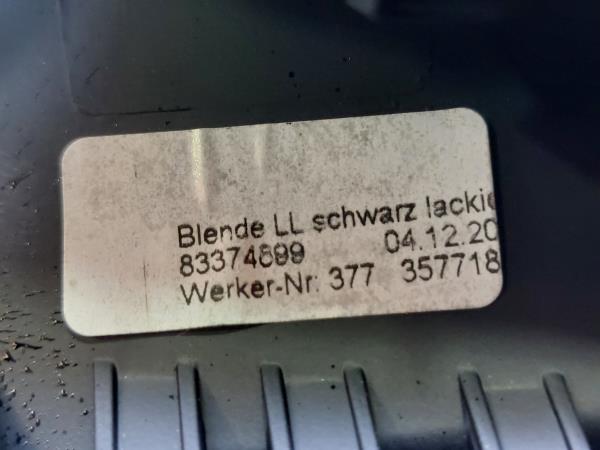 Blende LL schwarz lackie
83374899 04.12.20
Werker-Nr: 377 357718